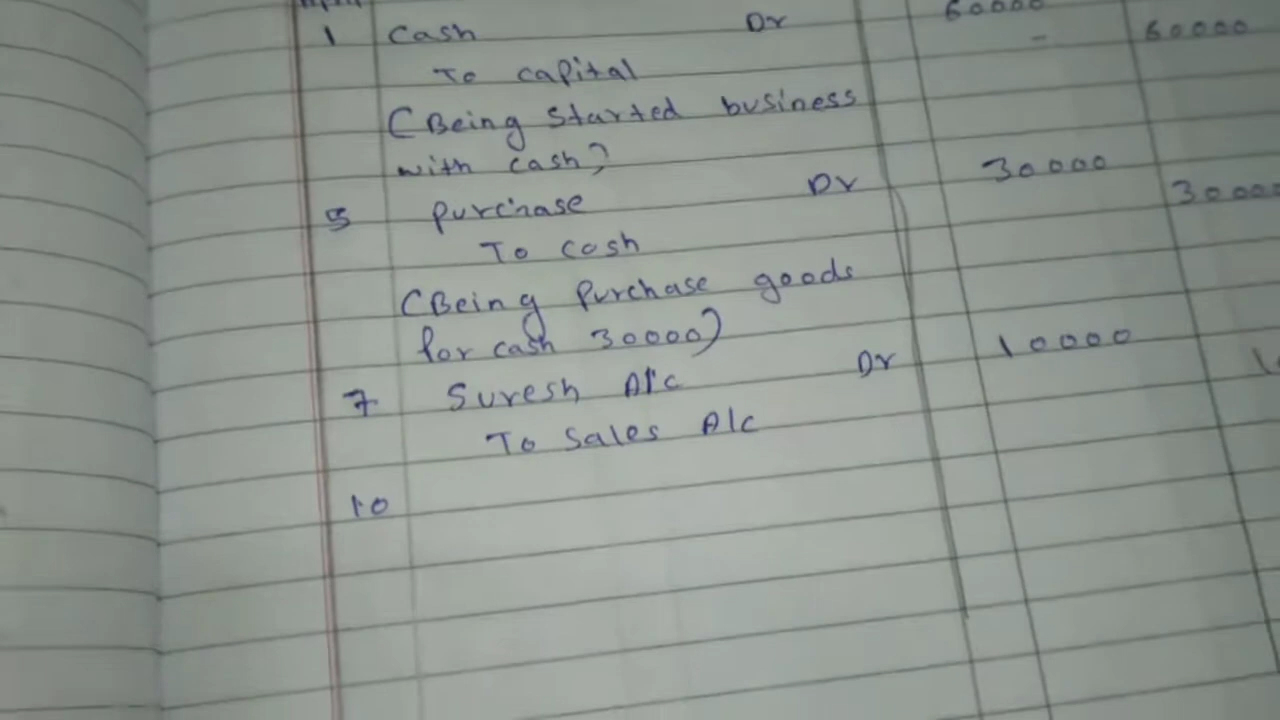 1 Cash Dr 60000
To capital 60000
(Being started business
with cash)
5 purchase Dr 30000
To cash 30000
(Being purchase goods
for cash 30000)
7 Suresh A/c Dr 10000
To Sales A/c
10